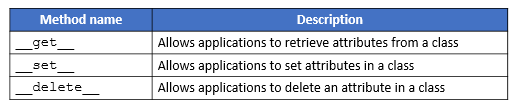 Method name Description
__get__ Allows applications to retrieve attributes from a class
__set__ Allows applications to set attributes in a class
__delete__ Allows applications to delete an attribute in a class